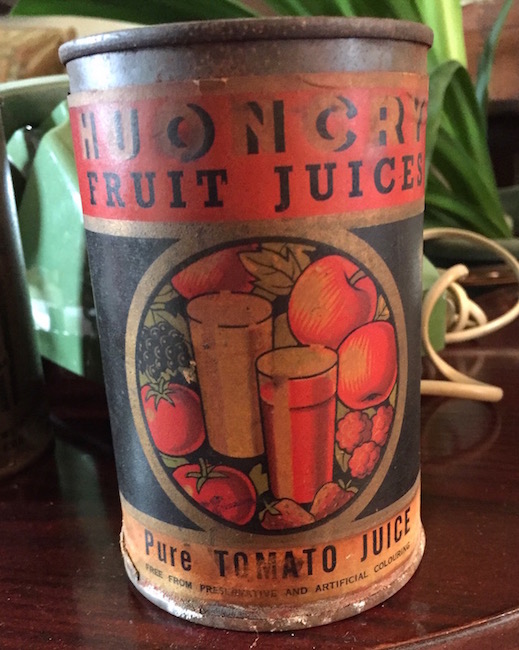 HUONCRY
FRUIT JUICES
Pure TOMATO JUICE
FREE FROM PRESERVATIVE AND ARTIFICIAL COLOURING